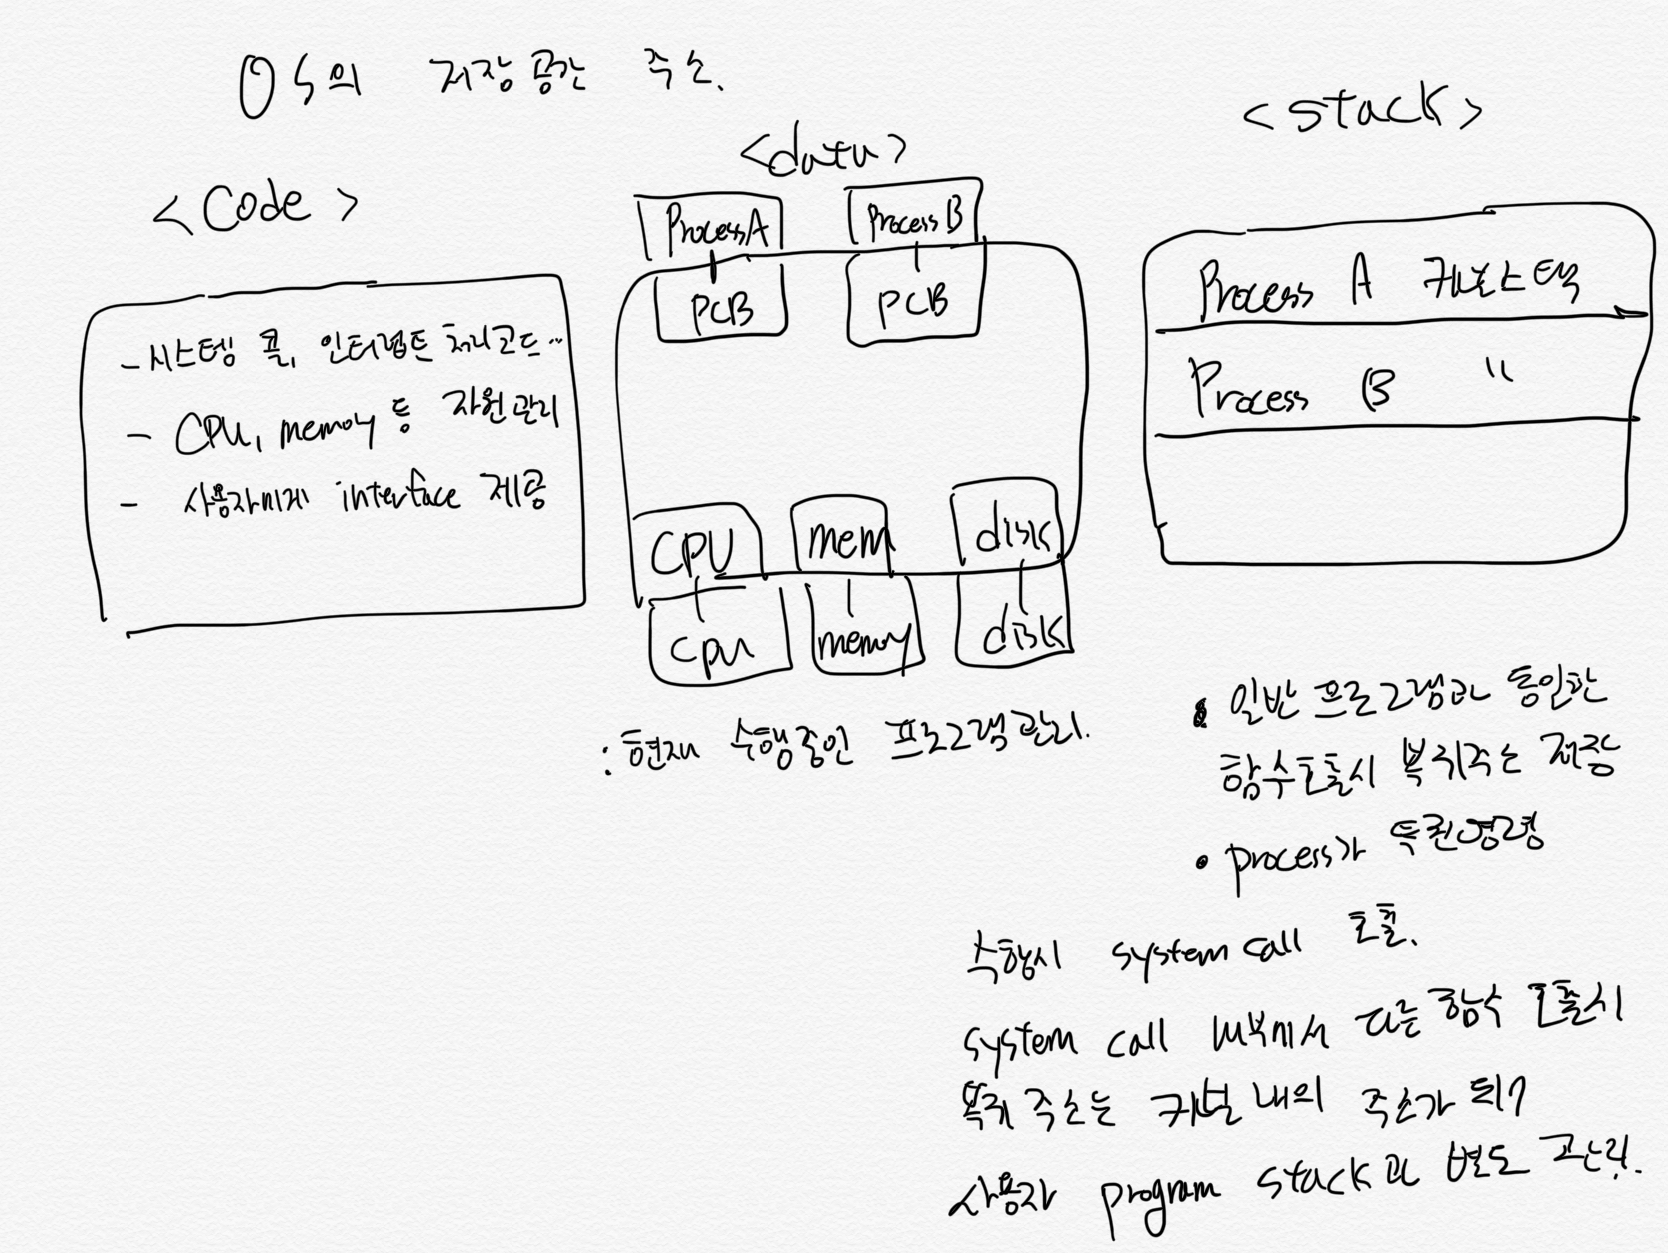 OS의 저장공간 주소.
<Code>
- 시스템 콜, 인터럽트 처리코드...
- CPU, memory 등 자원관리
- 사용자에게 interface 제공
<data>
Process A
Process B
PCB
PCB
CPU
mem
disk
cpu
memory
disk
: 현재 수행중인 프로그램관리.
<stack>
Process A 커널스택
Process B "
• 일반 프로그램과 동일한
함수호출시 복귀주소 저장
• process가 특권명령
수행시 system call 호출.
system call 내부에서 다른 함수 호출시
복귀 주소는 커널 내의 주소가 되기
사용자 program stack과 별도 관리.